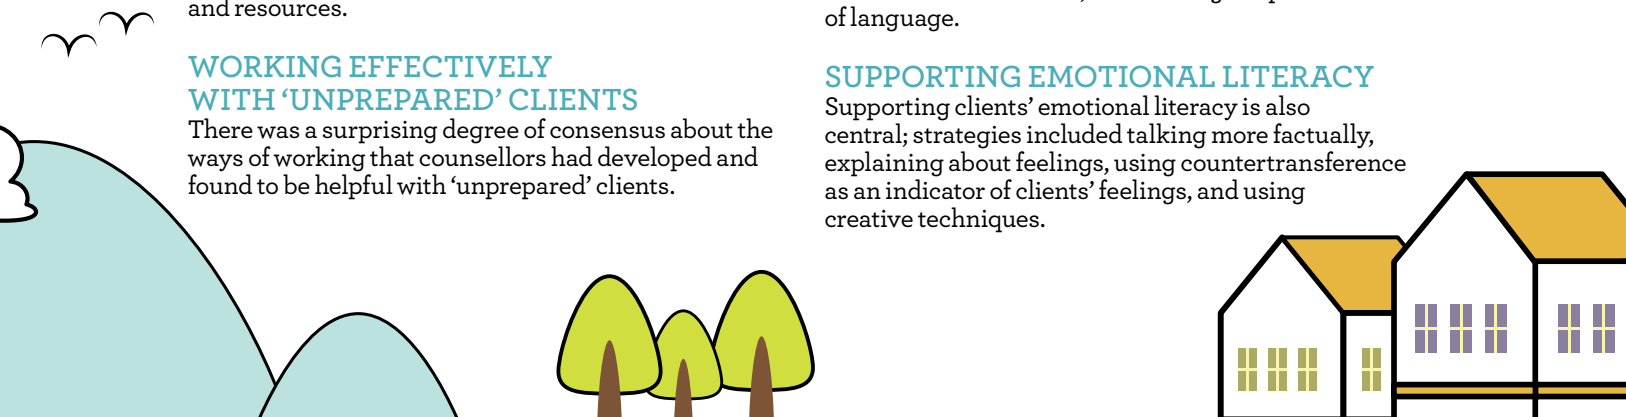 and resources.
WORKING EFFECTIVELY
WITH ‘UNPREPARED’ CLIENTS
There was a surprising degree of consensus about the
ways of working that counsellors had developed and
found to be helpful with ‘unprepared’ clients.
of language.
SUPPORTING EMOTIONAL LITERACY
Supporting clients’ emotional literacy is also
central; strategies included talking more factually,
explaining about feelings, using countertransference
as an indicator of clients’ feelings, and using
creative techniques.